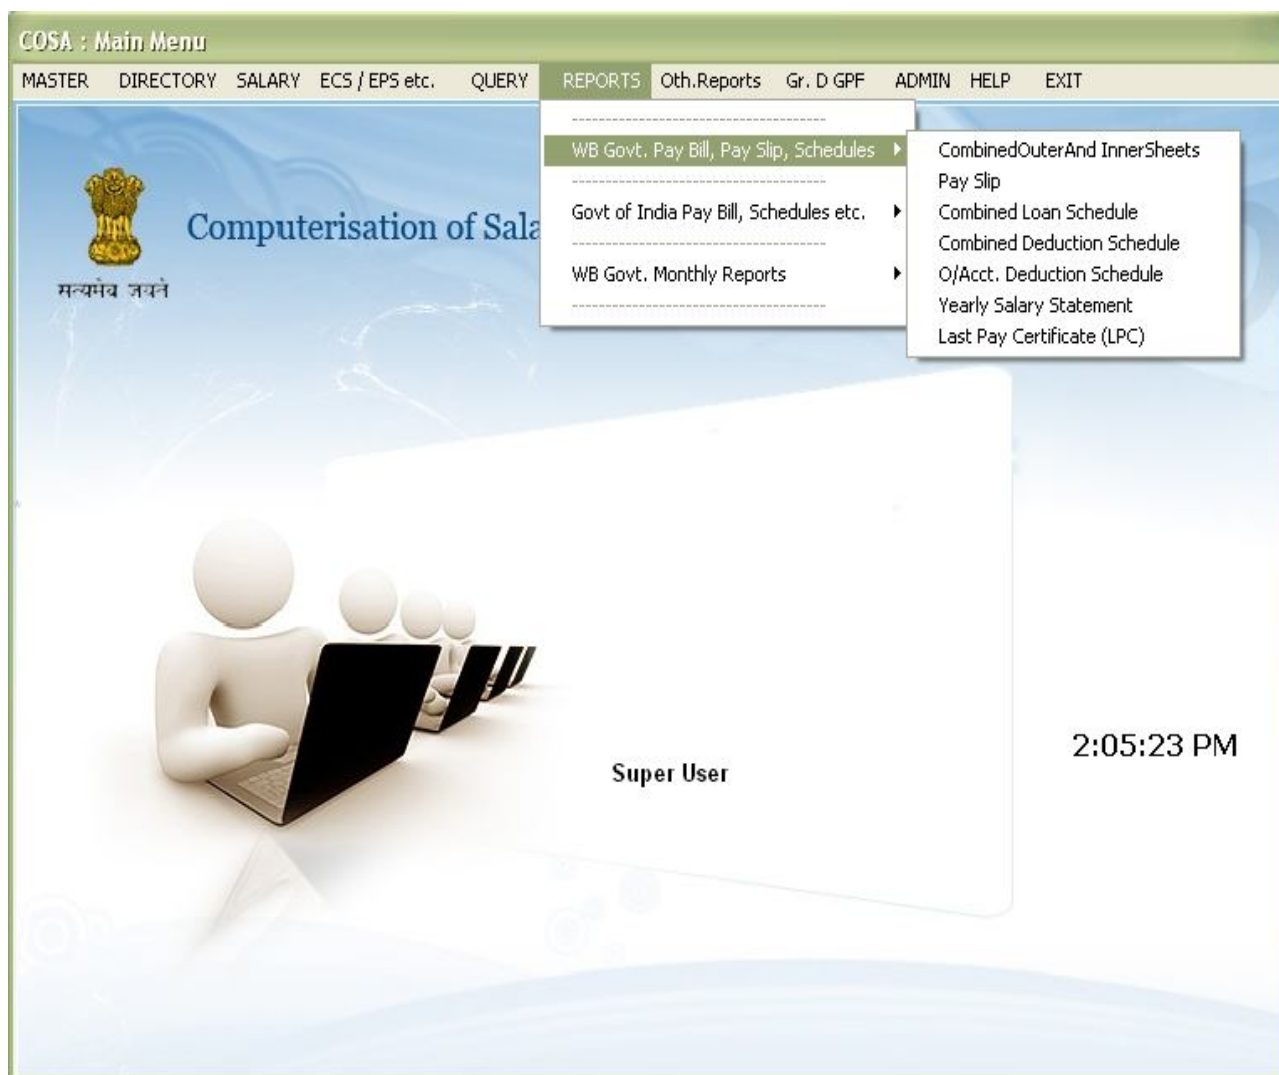 COSA : Main Menu
MASTER DIRECTORY SALARY ECS / EPS etc. QUERY REPORTS Oth.Reports Gr. D GPF ADMIN HELP EXIT
WB Govt. Pay Bill, Pay Slip, Schedules
Govt of India Pay Bill, Schedules etc.
WB Govt. Monthly Reports
CombinedOuterAnd InnerSheets
Pay Slip
Combined Loan Schedule
Combined Deduction Schedule
O/Acct. Deduction Schedule
Yearly Salary Statement
Last Pay Certificate (LPC)
Computerisation of Sala
सत्यमेव जयते
Super User
2:05:23 PM